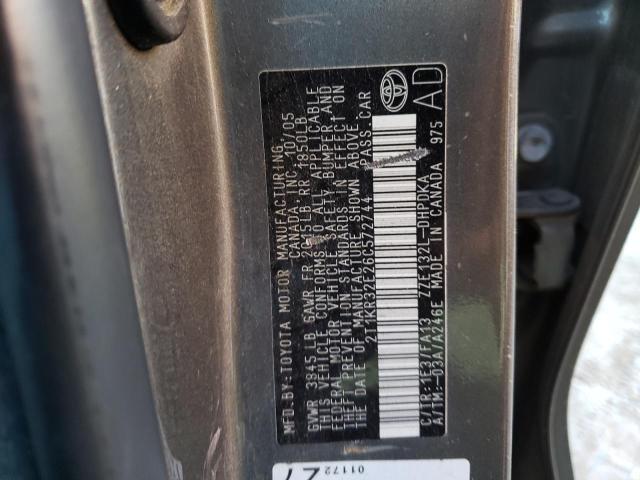 MFD.BY:TOYOTA MOTOR MANUFACTURING
CANADA, INC. 10/05
GVWR 3845LB GAWR FR 2015LB RR 1850LB
THIS VEHICLE CONFORMS TO ALL APPLICABLE
FEDERAL MOTOR VEHICLE SAFETY, BUMPER AND
THEFT PREVENTION STANDARDS IN EFFECT ON
THE DATE OF MANUFACTURE SHOWN ABOVE.
2T1KR32E26C572744 PASS.CAR
C/TR:1E3/FA13 ZZE132L-DHPDKA
A/TM:-03A/A246E MADE IN CANADA 975
AD
01172